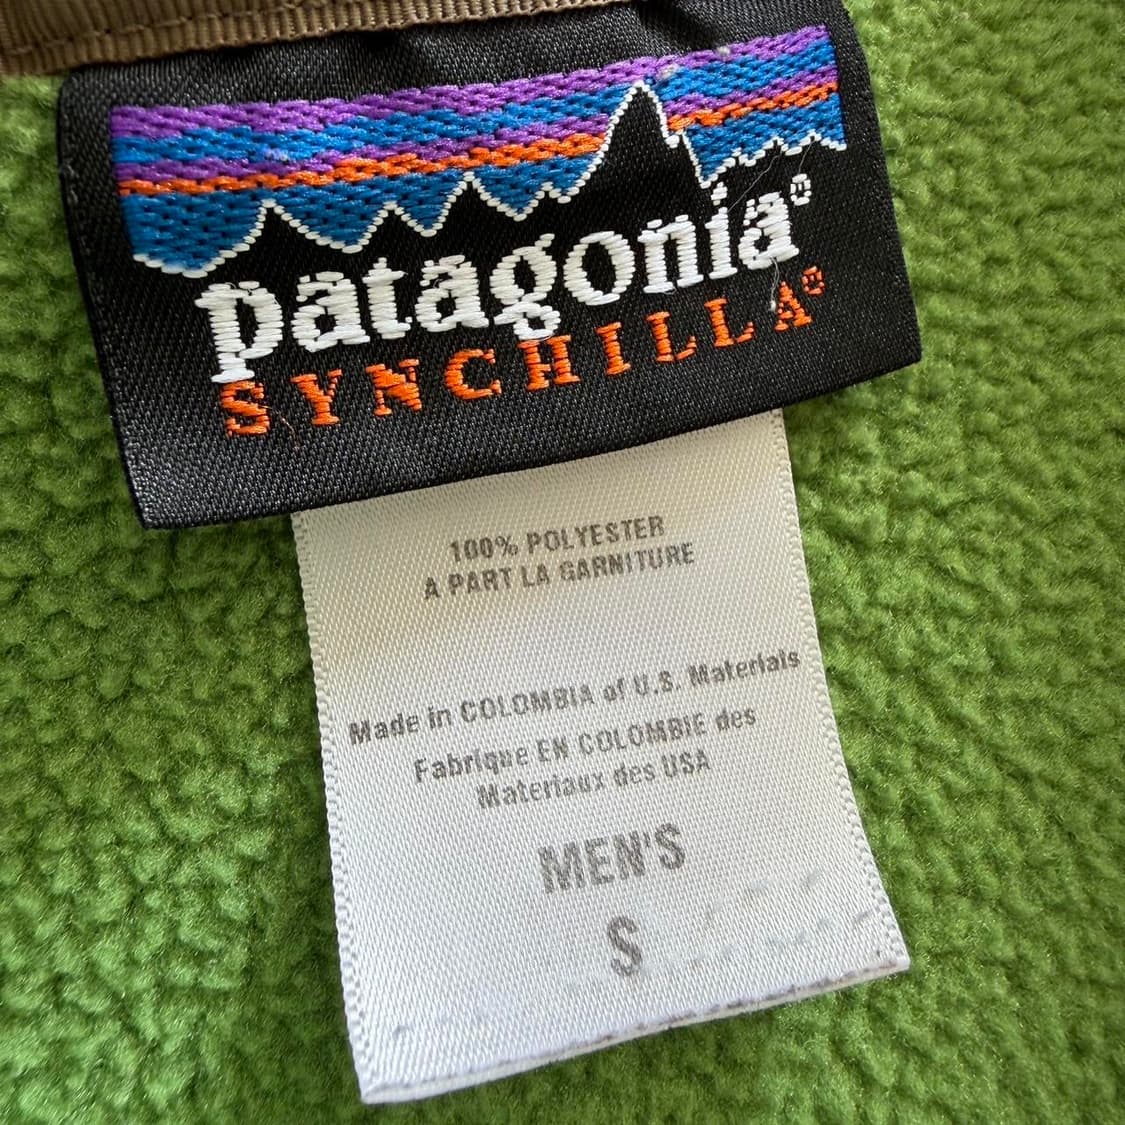 patagonia®
SYNCHILLA®
100% POLYESTER
A PART LA GARNITURE
Made in COLOMBIA of U.S. Materials
Fabrique EN COLOMBIE des
Materiaux des USA
MEN'S
S